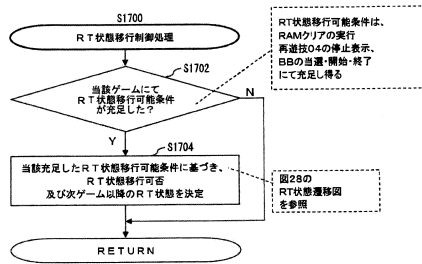 S1700
RT状態移行制御処理
S1702
当該ゲームにて
RT状態移行可能条件
が充足した?
N
Y
S1704
当該充足したRT状態移行可能条件に基づき、
RT状態移行可否
及び次ゲーム以降のRT状態を決定
RETURN
RT状態移行可能条件は、
RAMクリアの実行
再遊技04の停止表示、
BBの当選・開始・終了
にて充足し得る
図28の
RT状態遷移図
を参照